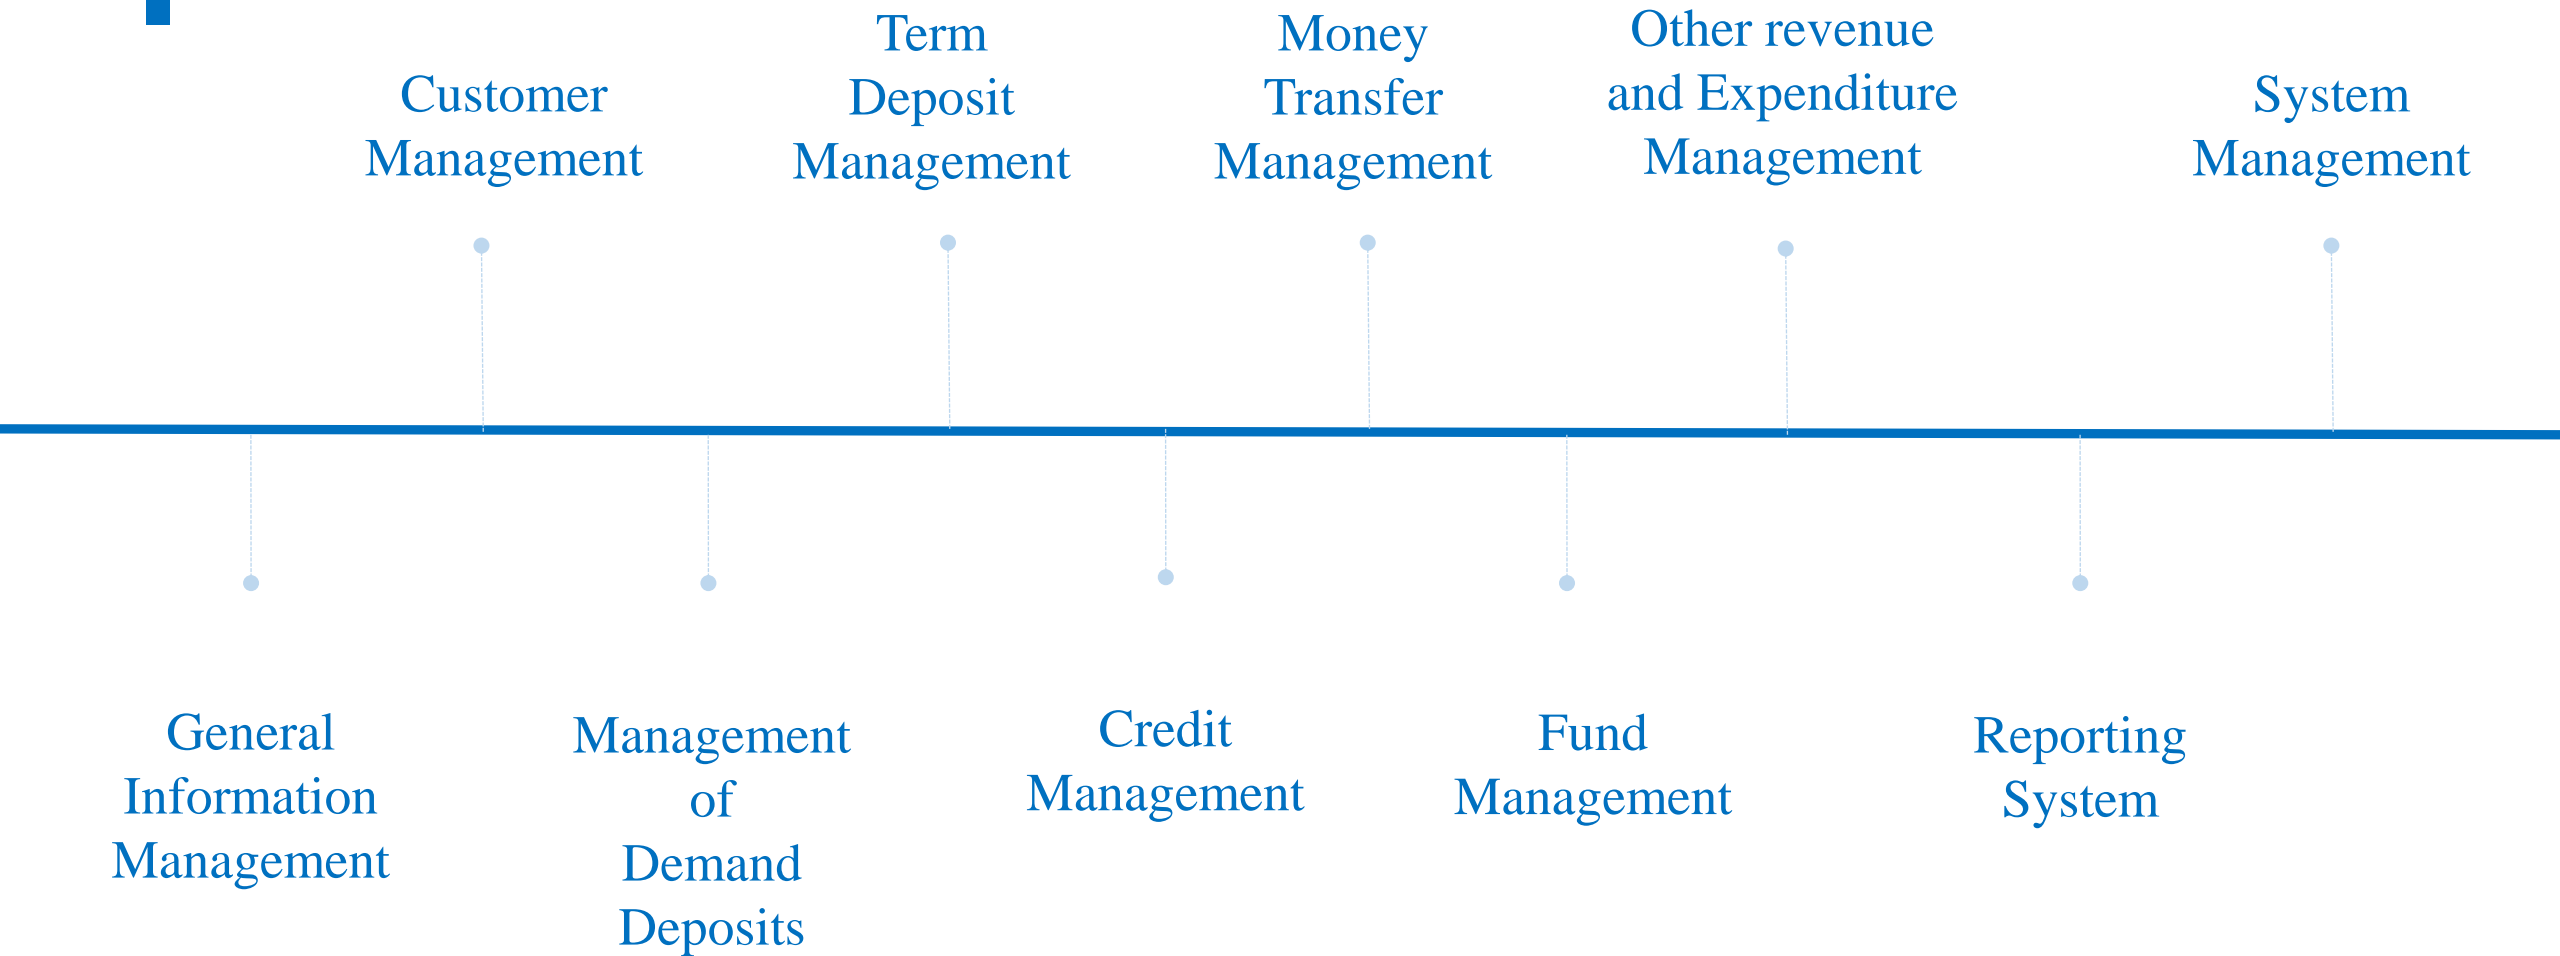 Customer
Management
Term
Deposit
Management
Money
Transfer
Management
Other revenue
and Expenditure
Management
System
Management
General
Information
Management
Management
of
Demand
Deposits
Credit
Management
Fund
Management
Reporting
System